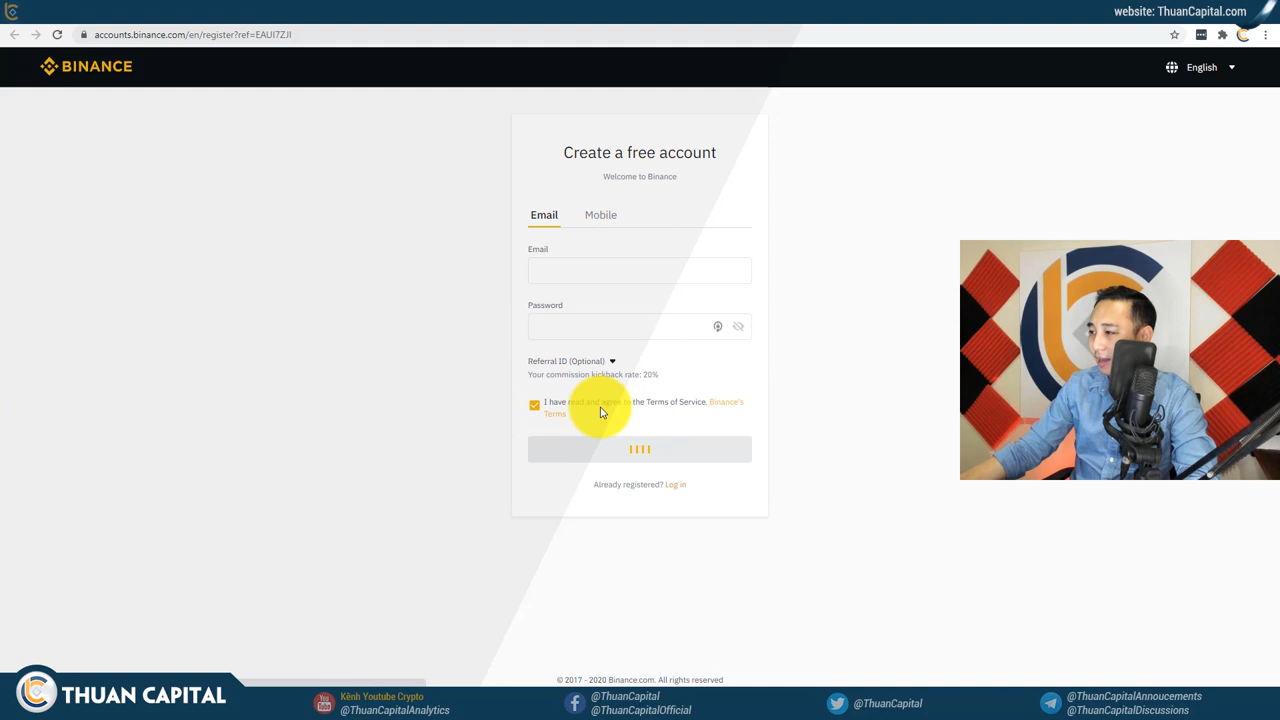 website: ThuanCapital.com
accounts.binance.com/en/register?ref=EAUI7ZJI
BINANCE
English
Create a free account
Welcome to Binance
Email
Mobile
Email
Password
Referral ID (Optional)
Your commission kickback rate: 20%
I have read and agree to the Terms of Service. Binance's
Terms
Already registered? Log in
© 2017 - 2020 Binance.com. All rights reserved
THUAN CAPITAL
Kênh Youtube Crypto
@ThuanCapitalAnalytics
@ThuanCapital
@ThuanCapitalOfficial
@ThuanCapital
@ThuanCapitalAnnoucements
@ThuanCapitalDiscussions